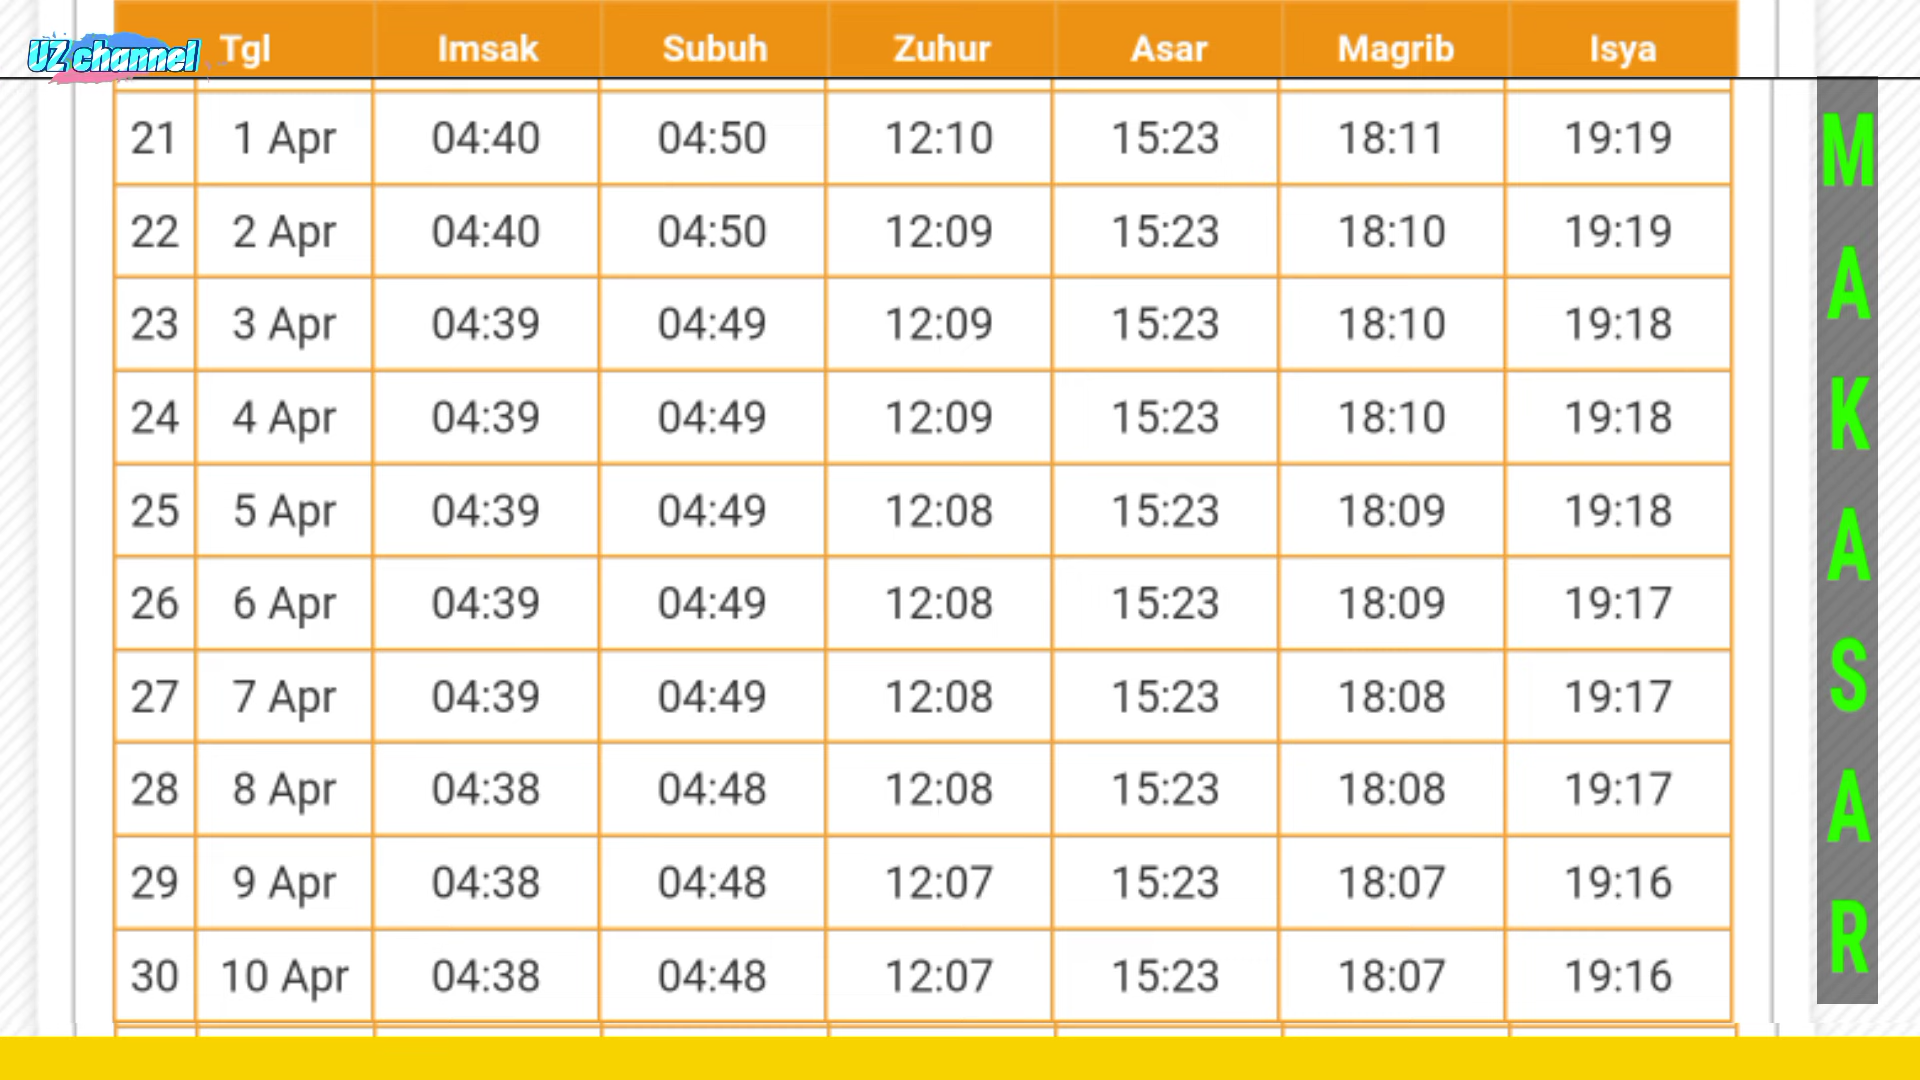 UZ channel
Tgl Imsak Subuh Zuhur Asar Magrib Isya
21 1 Apr 04:40 04:50 12:10 15:23 18:11 19:19
22 2 Apr 04:40 04:50 12:09 15:23 18:10 19:19
23 3 Apr 04:39 04:49 12:09 15:23 18:10 19:18
24 4 Apr 04:39 04:49 12:09 15:23 18:10 19:18
25 5 Apr 04:39 04:49 12:08 15:23 18:09 19:18
26 6 Apr 04:39 04:49 12:08 15:23 18:09 19:17
27 7 Apr 04:39 04:49 12:08 15:23 18:08 19:17
28 8 Apr 04:38 04:48 12:08 15:23 18:08 19:17
29 9 Apr 04:38 04:48 12:07 15:23 18:07 19:16
30 10 Apr 04:38 04:48 12:07 15:23 18:07 19:16
MAKASAR